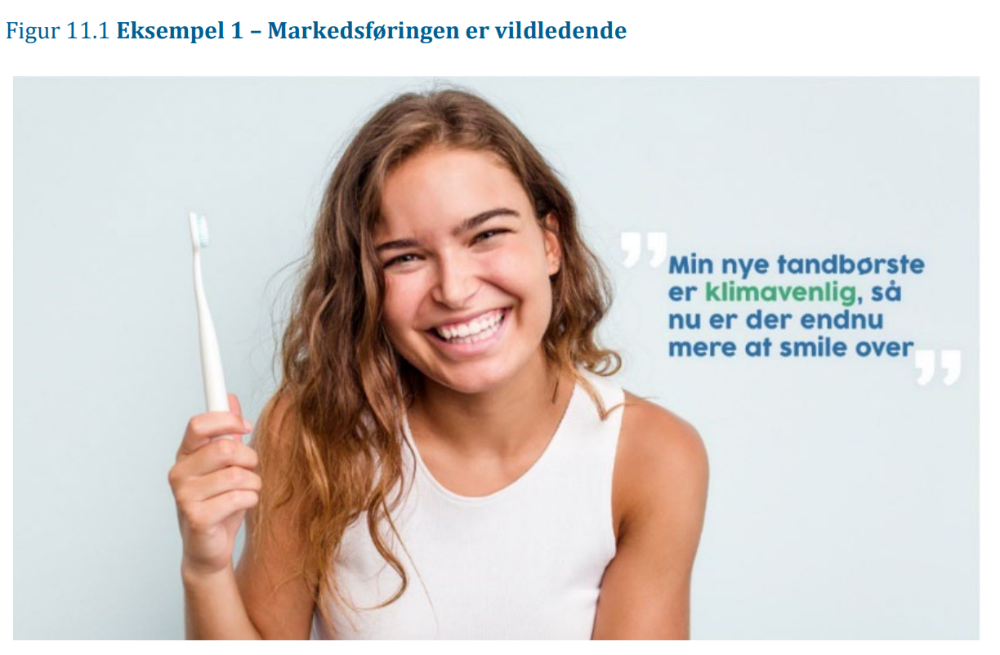 Figur 11.1 Eksempel 1 – Markedsføringen er vildledende
”Min nye tandbørste
er klimavenlig, så
nu er der endnu
mere at smile over”